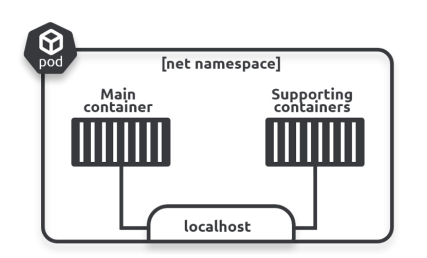 pod
[net namespace]
Main
container
Supporting
containers
localhost